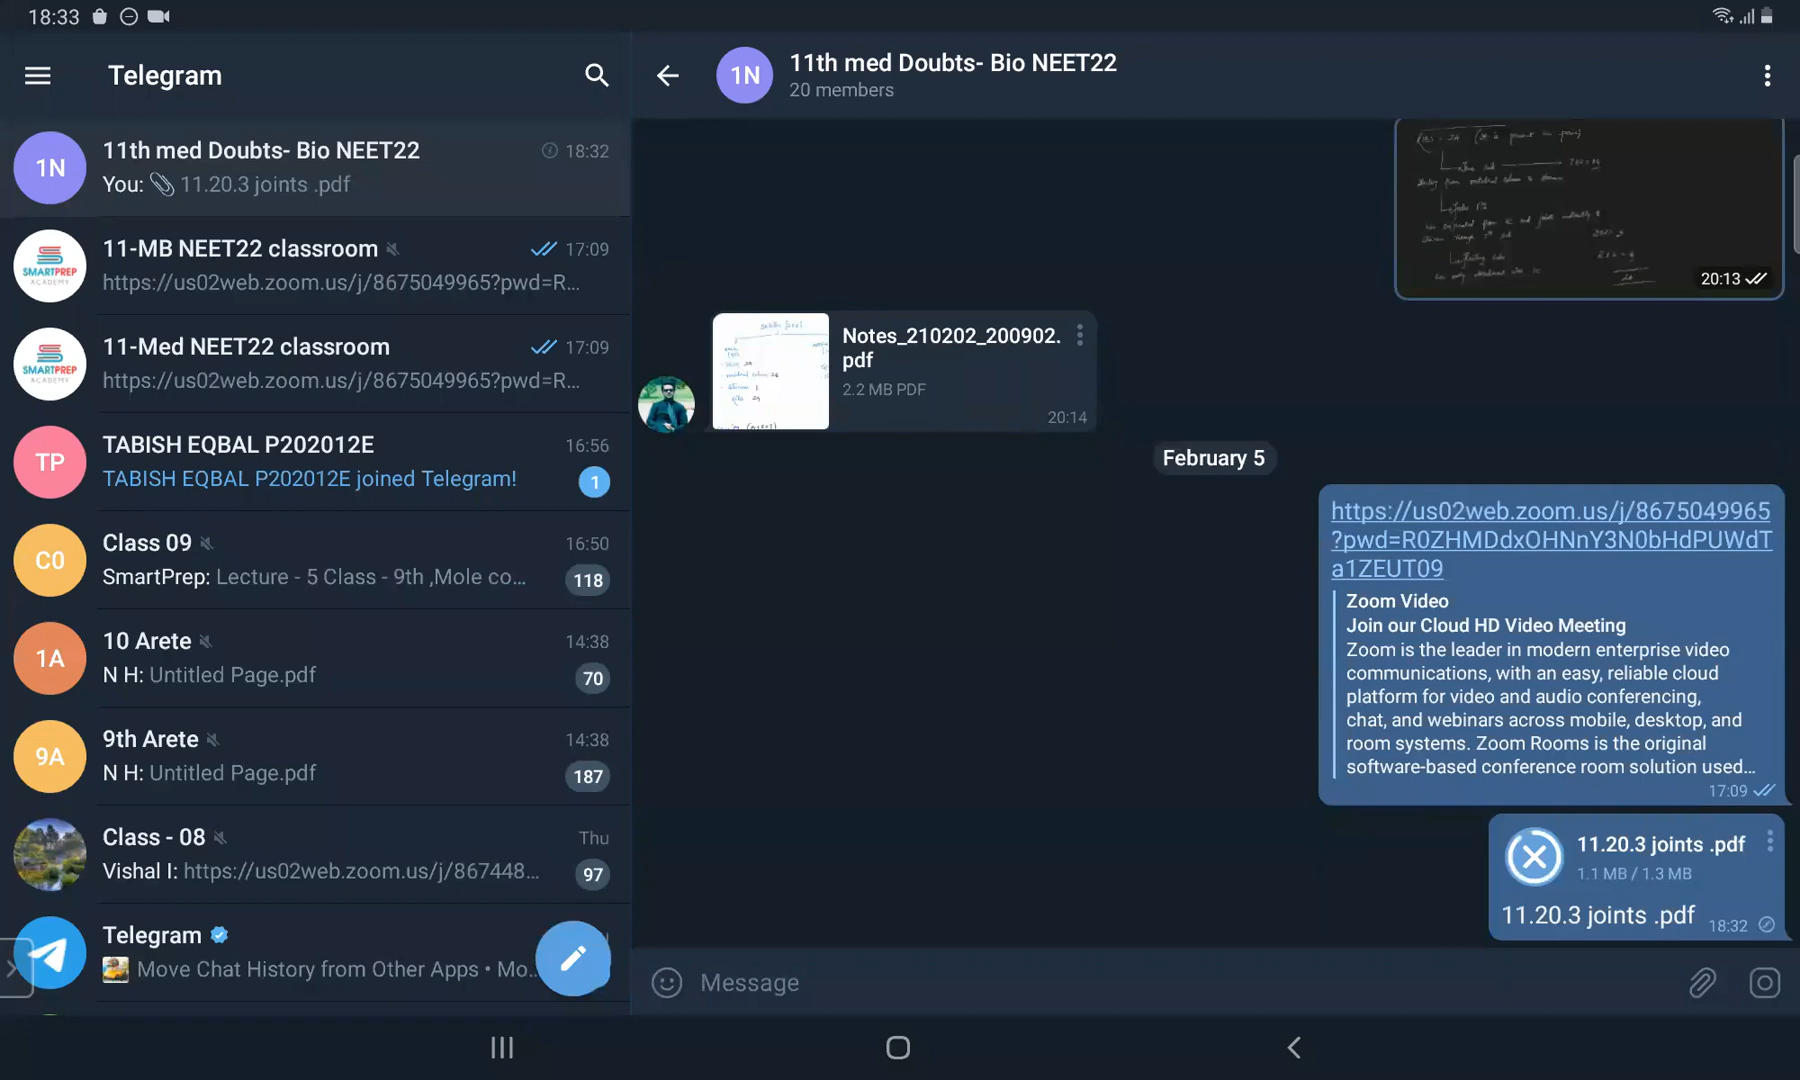 18:33
Telegram
1N
11th med Doubts- Bio NEET22
18:32
You: 11.20.3 joints .pdf
SMARTPREP
ACADEMY
11-MB NEET22 classroom
17:09
https://us02web.zoom.us/j/8675049965?pwd=R...
SMARTPREP
ACADEMY
11-Med NEET22 classroom
17:09
https://us02web.zoom.us/j/8675049965?pwd=R...
TP
TABISH EQBAL P202012E
16:56
TABISH EQBAL P202012E joined Telegram!
1
C0
Class 09
16:50
SmartPrep: Lecture - 5 Class - 9th ,Mole co...
118
1A
10 Arete
14:38
N H: Untitled Page.pdf
70
9A
9th Arete
14:38
N H: Untitled Page.pdf
187
Class - 08
Thu
Vishal I: https://us02web.zoom.us/j/867448...
97
Telegram
Move Chat History from Other Apps • Mo...
1N
11th med Doubts- Bio NEET22
20 members
20:13
Notes_210202_200902.
pdf
2.2 MB PDF
20:14
February 5
https://us02web.zoom.us/j/8675049965
?pwd=R0ZHMDdxOHNnY3N0bHdPUWdT
a1ZEUT09
Zoom Video
Join our Cloud HD Video Meeting
Zoom is the leader in modern enterprise video
communications, with an easy, reliable cloud
platform for video and audio conferencing,
chat, and webinars across mobile, desktop, and
room systems. Zoom Rooms is the original
software-based conference room solution used...
17:09
11.20.3 joints .pdf
1.1 MB / 1.3 MB
11.20.3 joints .pdf
18:32
Message